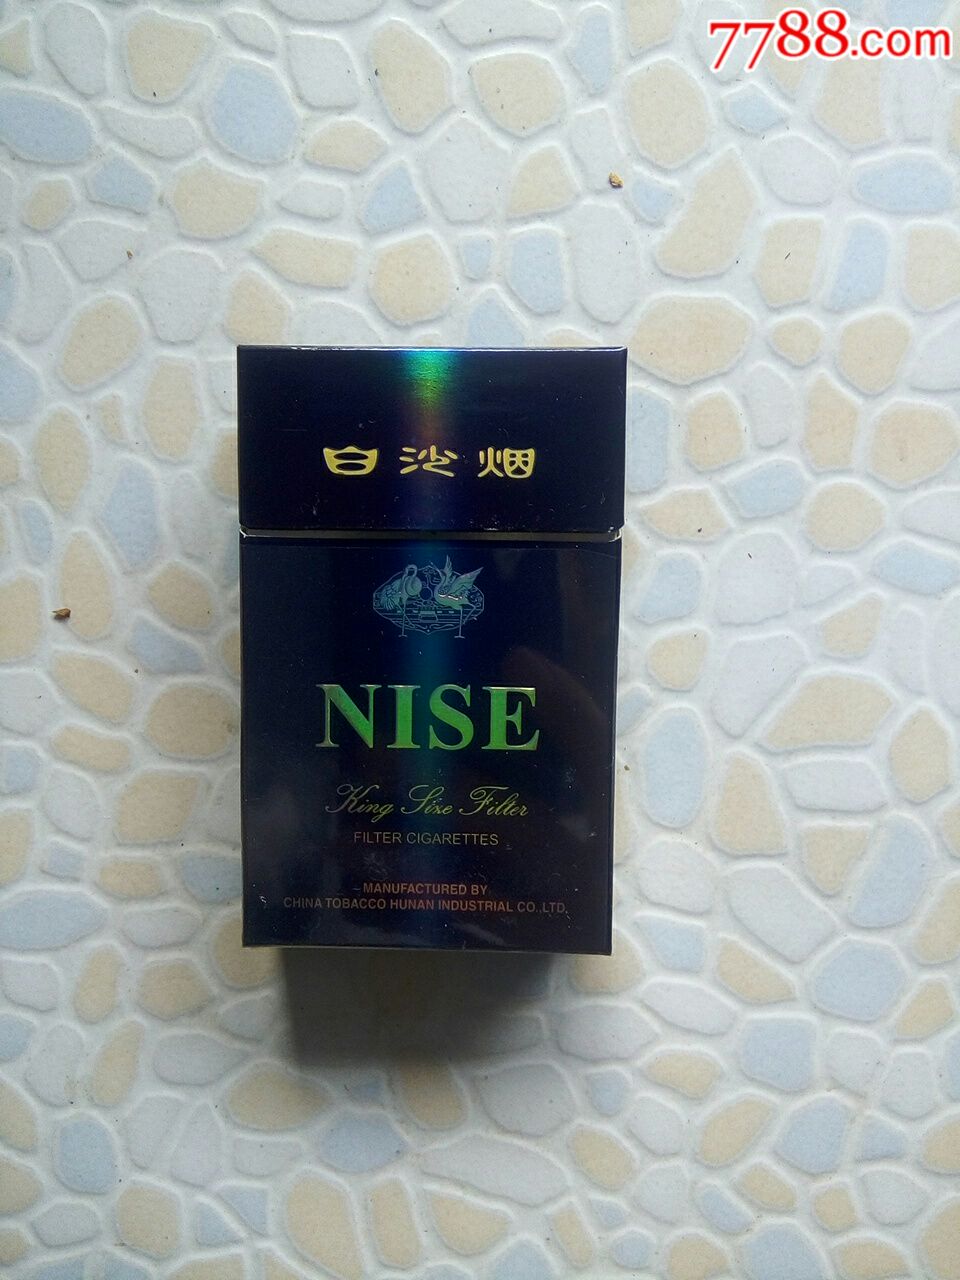 7788.com
白沙烟
NISE
King Size Filter
FILTER CIGARETTES
MANUFACTURED BY
CHINA TOBACCO HUNAN INDUSTRIAL CO.,LTD.